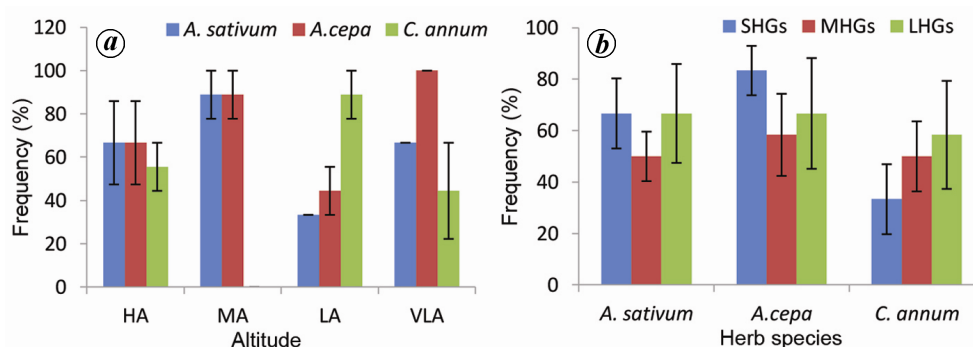 a
A. sativum A.cepa C. annum
Frequency (%)
120
100
80
60
40
20
0
HA MA LA VLA
Altitude
b
SHGs MHGs LHGs
Frequency (%)
100
80
60
40
20
0
A. sativum A.cepa C. annum
Herb species